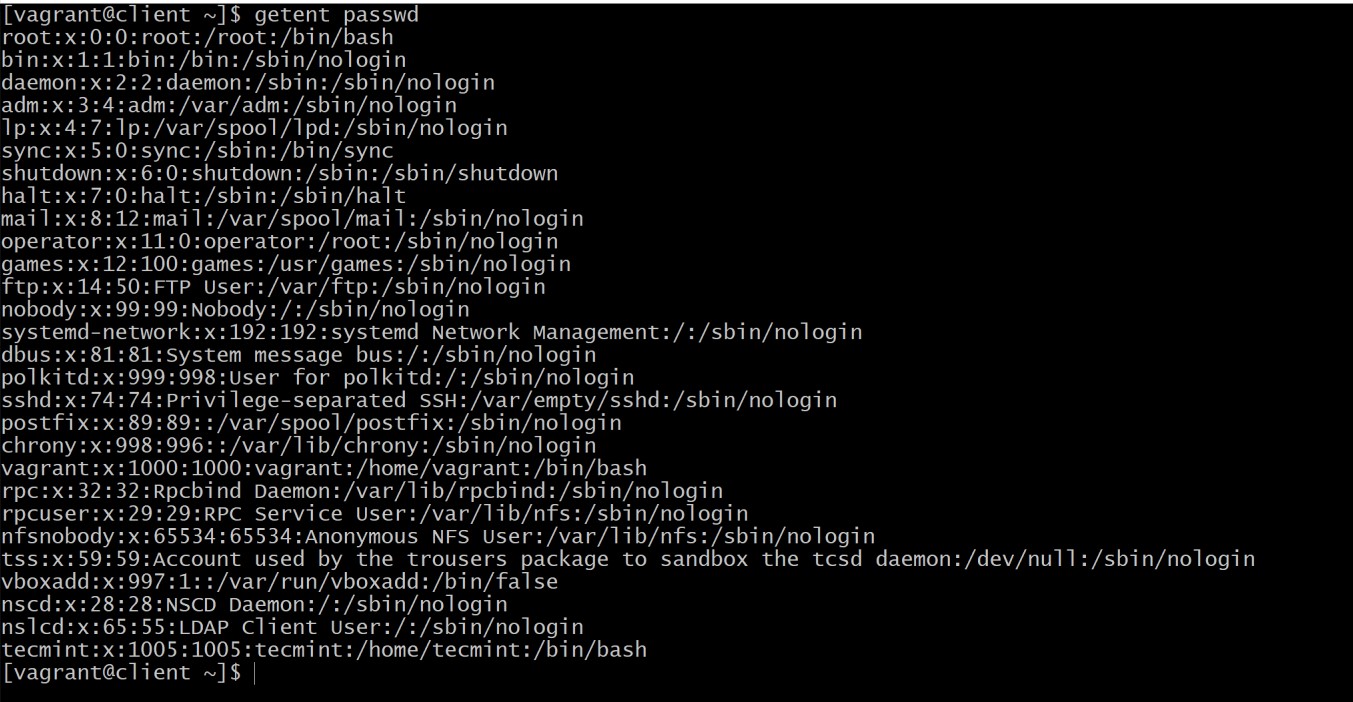 [vagrant@client ~]$ getent passwd
root:x:0:0:root:/root:/bin/bash
bin:x:1:1:bin:/bin:/sbin/nologin
daemon:x:2:2:daemon:/sbin:/sbin/nologin
adm:x:3:4:adm:/var/adm:/sbin/nologin
lp:x:4:7:lp:/var/spool/lpd:/sbin/nologin
sync:x:5:0:sync:/sbin:/bin/sync
shutdown:x:6:0:shutdown:/sbin:/sbin/shutdown
halt:x:7:0:halt:/sbin:/sbin/halt
mail:x:8:12:mail:/var/spool/mail:/sbin/nologin
operator:x:11:0:operator:/root:/sbin/nologin
games:x:12:100:games:/usr/games:/sbin/nologin
ftp:x:14:50:FTP User:/var/ftp:/sbin/nologin
nobody:x:99:99:Nobody:/:/sbin/nologin
systemd-network:x:192:192:systemd Network Management:/:/sbin/nologin
dbus:x:81:81:System message bus:/:/sbin/nologin
polkitd:x:999:998:User for polkitd:/:/sbin/nologin
sshd:x:74:74:Privilege-separated SSH:/var/empty/sshd:/sbin/nologin
postfix:x:89:89::/var/spool/postfix:/sbin/nologin
chrony:x:998:996::/var/lib/chrony:/sbin/nologin
vagrant:x:1000:1000:vagrant:/home/vagrant:/bin/bash
rpc:x:32:32:Rpcbind Daemon:/var/lib/rpcbind:/sbin/nologin
rpcuser:x:29:29:RPC Service User:/var/lib/nfs:/sbin/nologin
nfsnobody:x:65534:65534:Anonymous NFS User:/var/lib/nfs:/sbin/nologin
tss:x:59:59:Account used by the trousers package to sandbox the tcsd daemon:/dev/null:/sbin/nologin
vboxadd:x:997:1::/var/run/vboxadd:/bin/false
nscd:x:28:28:NSCD Daemon:/:/sbin/nologin
nslcd:x:65:55:LDAP Client User:/:/sbin/nologin
tecmint:x:1005:1005:tecmint:/home/tecmint:/bin/bash
[vagrant@client ~]$